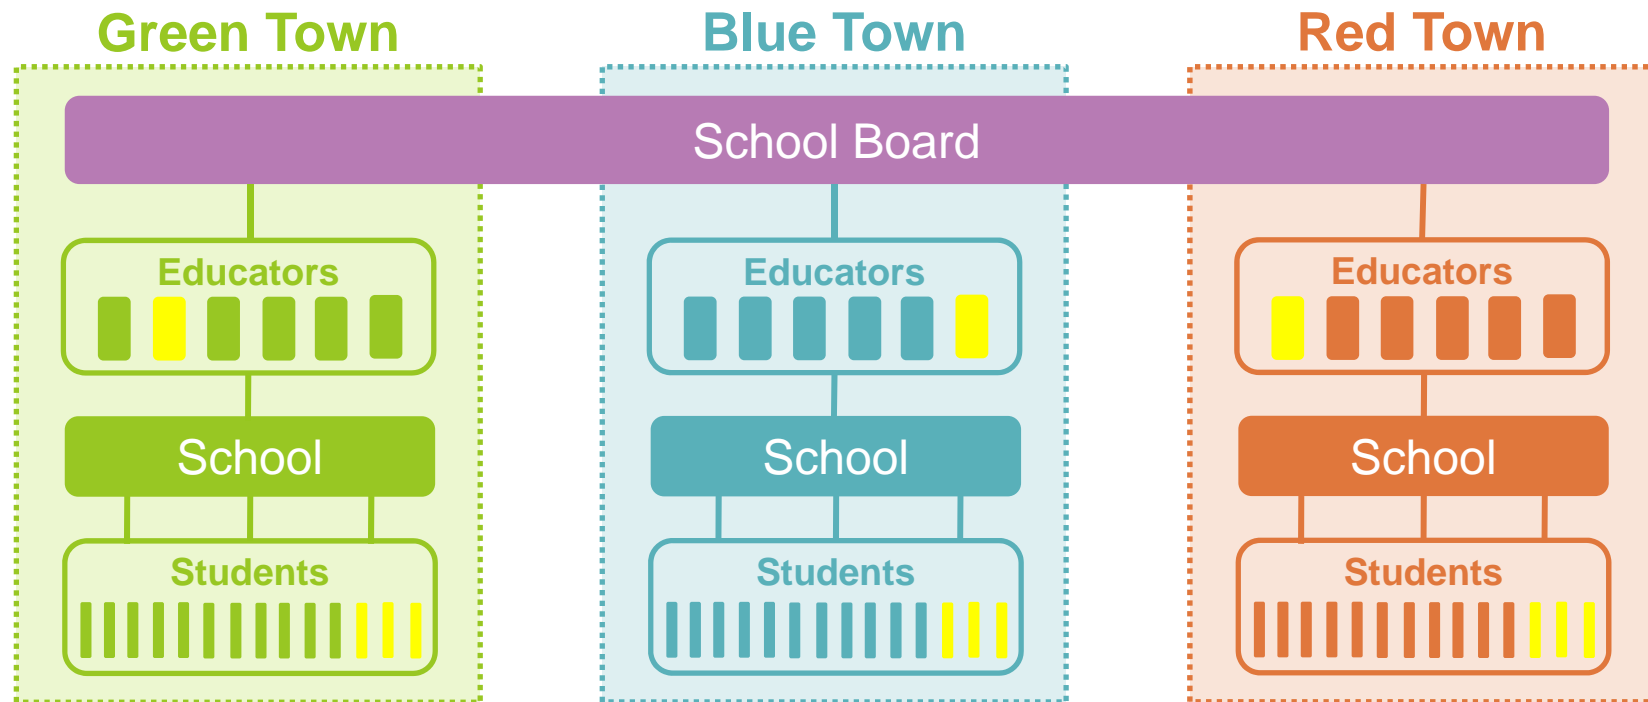 Green Town
Blue Town
Red Town
School Board
Educators
Educators
Educators
School
School
School
Students
Students
Students